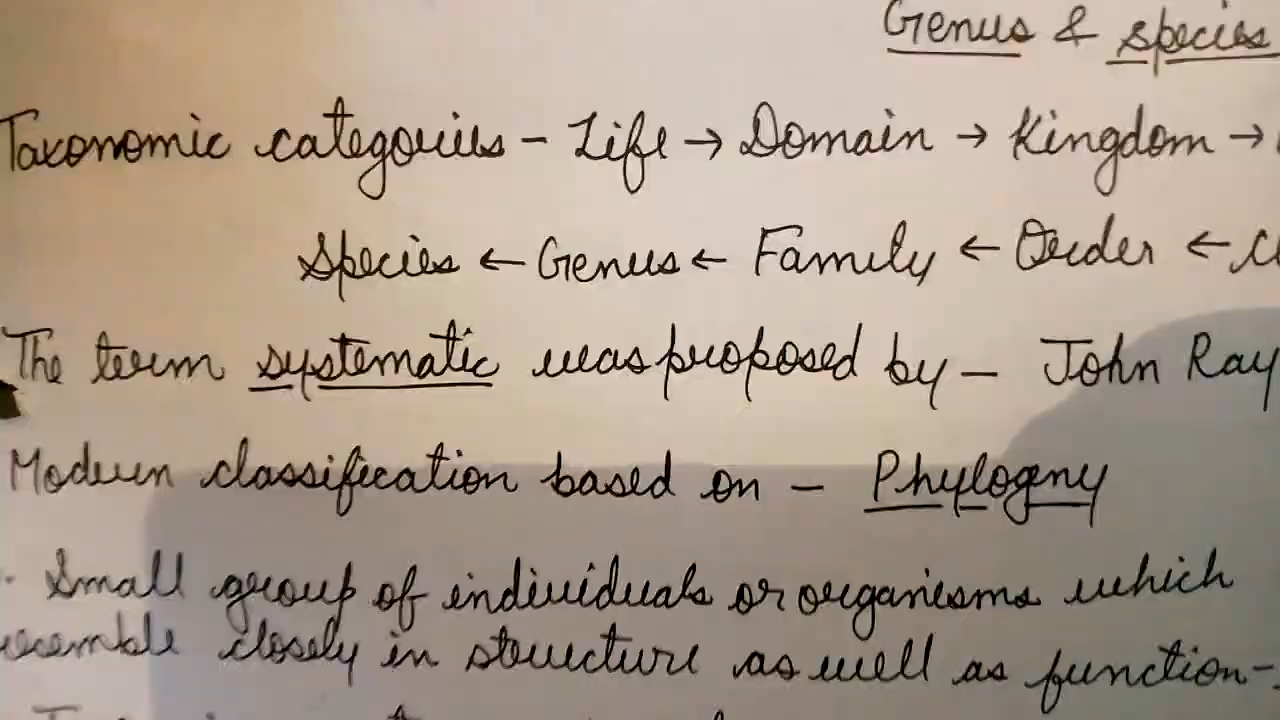 Genus & species
Taxonomic categories - Life → Domain → Kingdom →
Species ← Genus ← Family ← Order ←
The term systematic was proposed by - John Ray
Modern classification based on - Phylogeny
Small group of individuals or organisms which
resemble closely in structure as well as function -